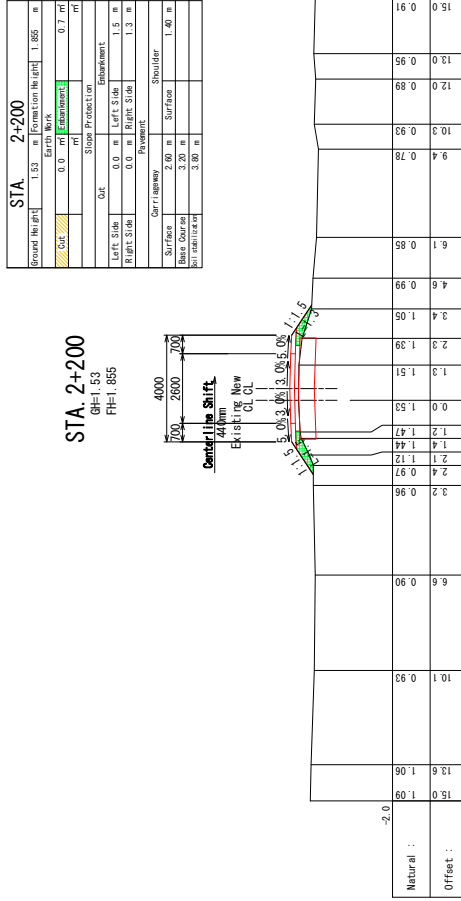 STA. 2+200
Ground Height 1.53 m Formation Height 1.855 m
Earth Work
Cut 0.0 ㎡ Embankment 0.7 ㎡
㎡ ㎡
Slope Protection
Cut Embankment
Left Side 0.0 m Left Side 1.5 m
Right Side 0.0 m Right Side 1.3 m
Pavement
Carriageway Shoulder
Surface 2.60 m Surface 1.40 m
Base Course 3.20 m
Soil stabilization 3.80 m
STA. 2+200
GH=1.53
FH=1.855
4000
700 2600 700
Centerline Shift
440mm
Existing New
CL CL
1:1.5 5.0% 3.0% 3.0% 5.0% 1:1.5
-2.0
Natural : 1.09 1.06 0.93 0.90 0.96 0.97 1.12 1.44 1.47 1.53 1.51 1.39 1.05 0.99 0.85 0.78 0.93 0.89 0.95 0.91
Offset : 15.0 13.6 10.1 6.6 3.2 2.4 2.1 1.4 1.2 0.0 1.3 2.3 3.4 4.6 6.1 9.4 10.3 12.0 13.0 15.0